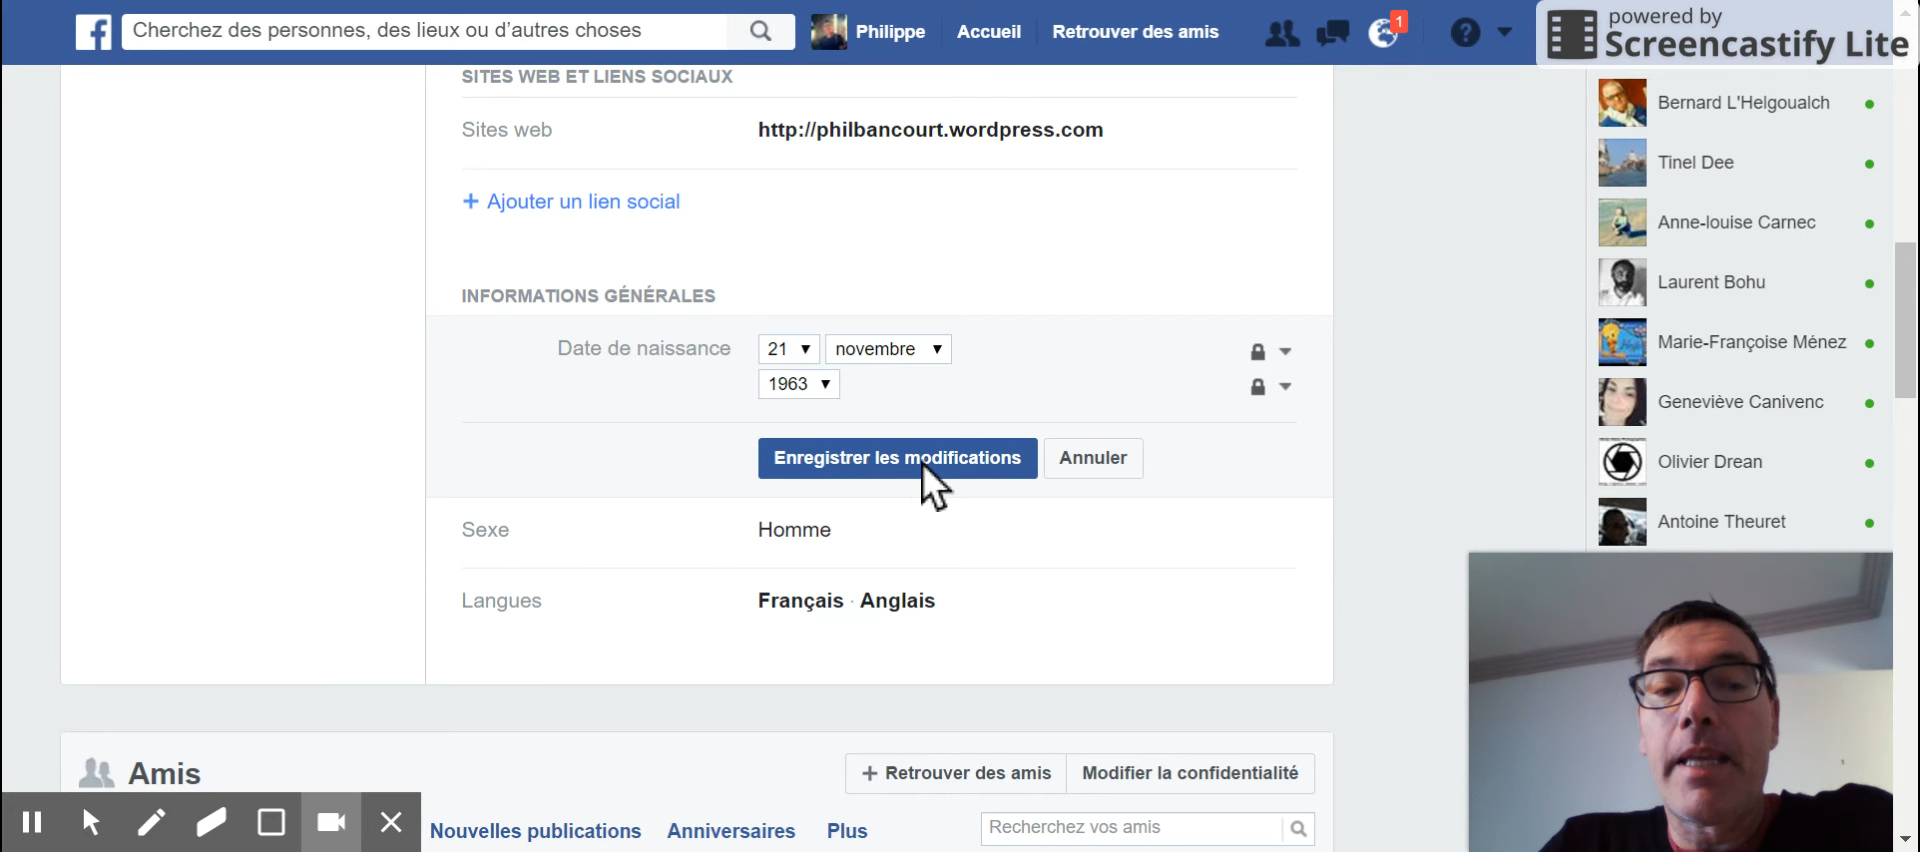 Cherchez des personnes, des lieux ou d'autres choses
Philippe
Accueil
Retrouver des amis
1
?
powered by
Screencastify Lite
SITES WEB ET LIENS SOCIAUX
Sites web
http://philbancourt.wordpress.com
+ Ajouter un lien social
INFORMATIONS GÉNÉRALES
Date de naissance
21
novembre
1963
Enregistrer les modifications
Annuler
Sexe
Homme
Langues
Français · Anglais
Amis
+ Retrouver des amis
Modifier la confidentialité
Nouvelles publications
Anniversaires
Plus
Recherchez vos amis
Bernard L'Helgoualch
Tinel Dee
Anne-louise Carnec
Laurent Bohu
Marie-Françoise Ménez
Geneviève Canivenc
Olivier Drean
Antoine Theuret